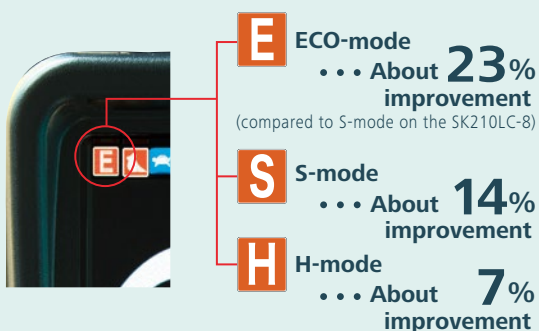 E
E ECO-mode
• • • About 23%
improvement
(compared to S-mode on the SK210LC-8)
S S-mode
• • • About 14%
improvement
H H-mode
• • • About 7%
improvement